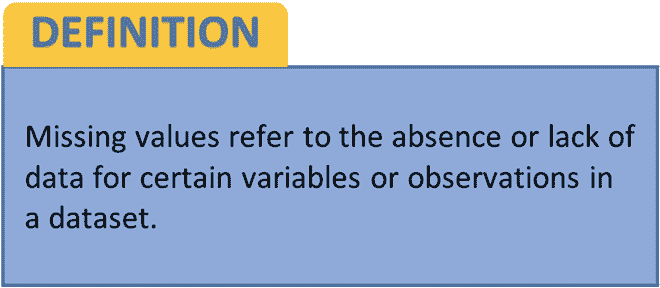 DEFINITION
Missing values refer to the absence or lack of
data for certain variables or observations in
a dataset.